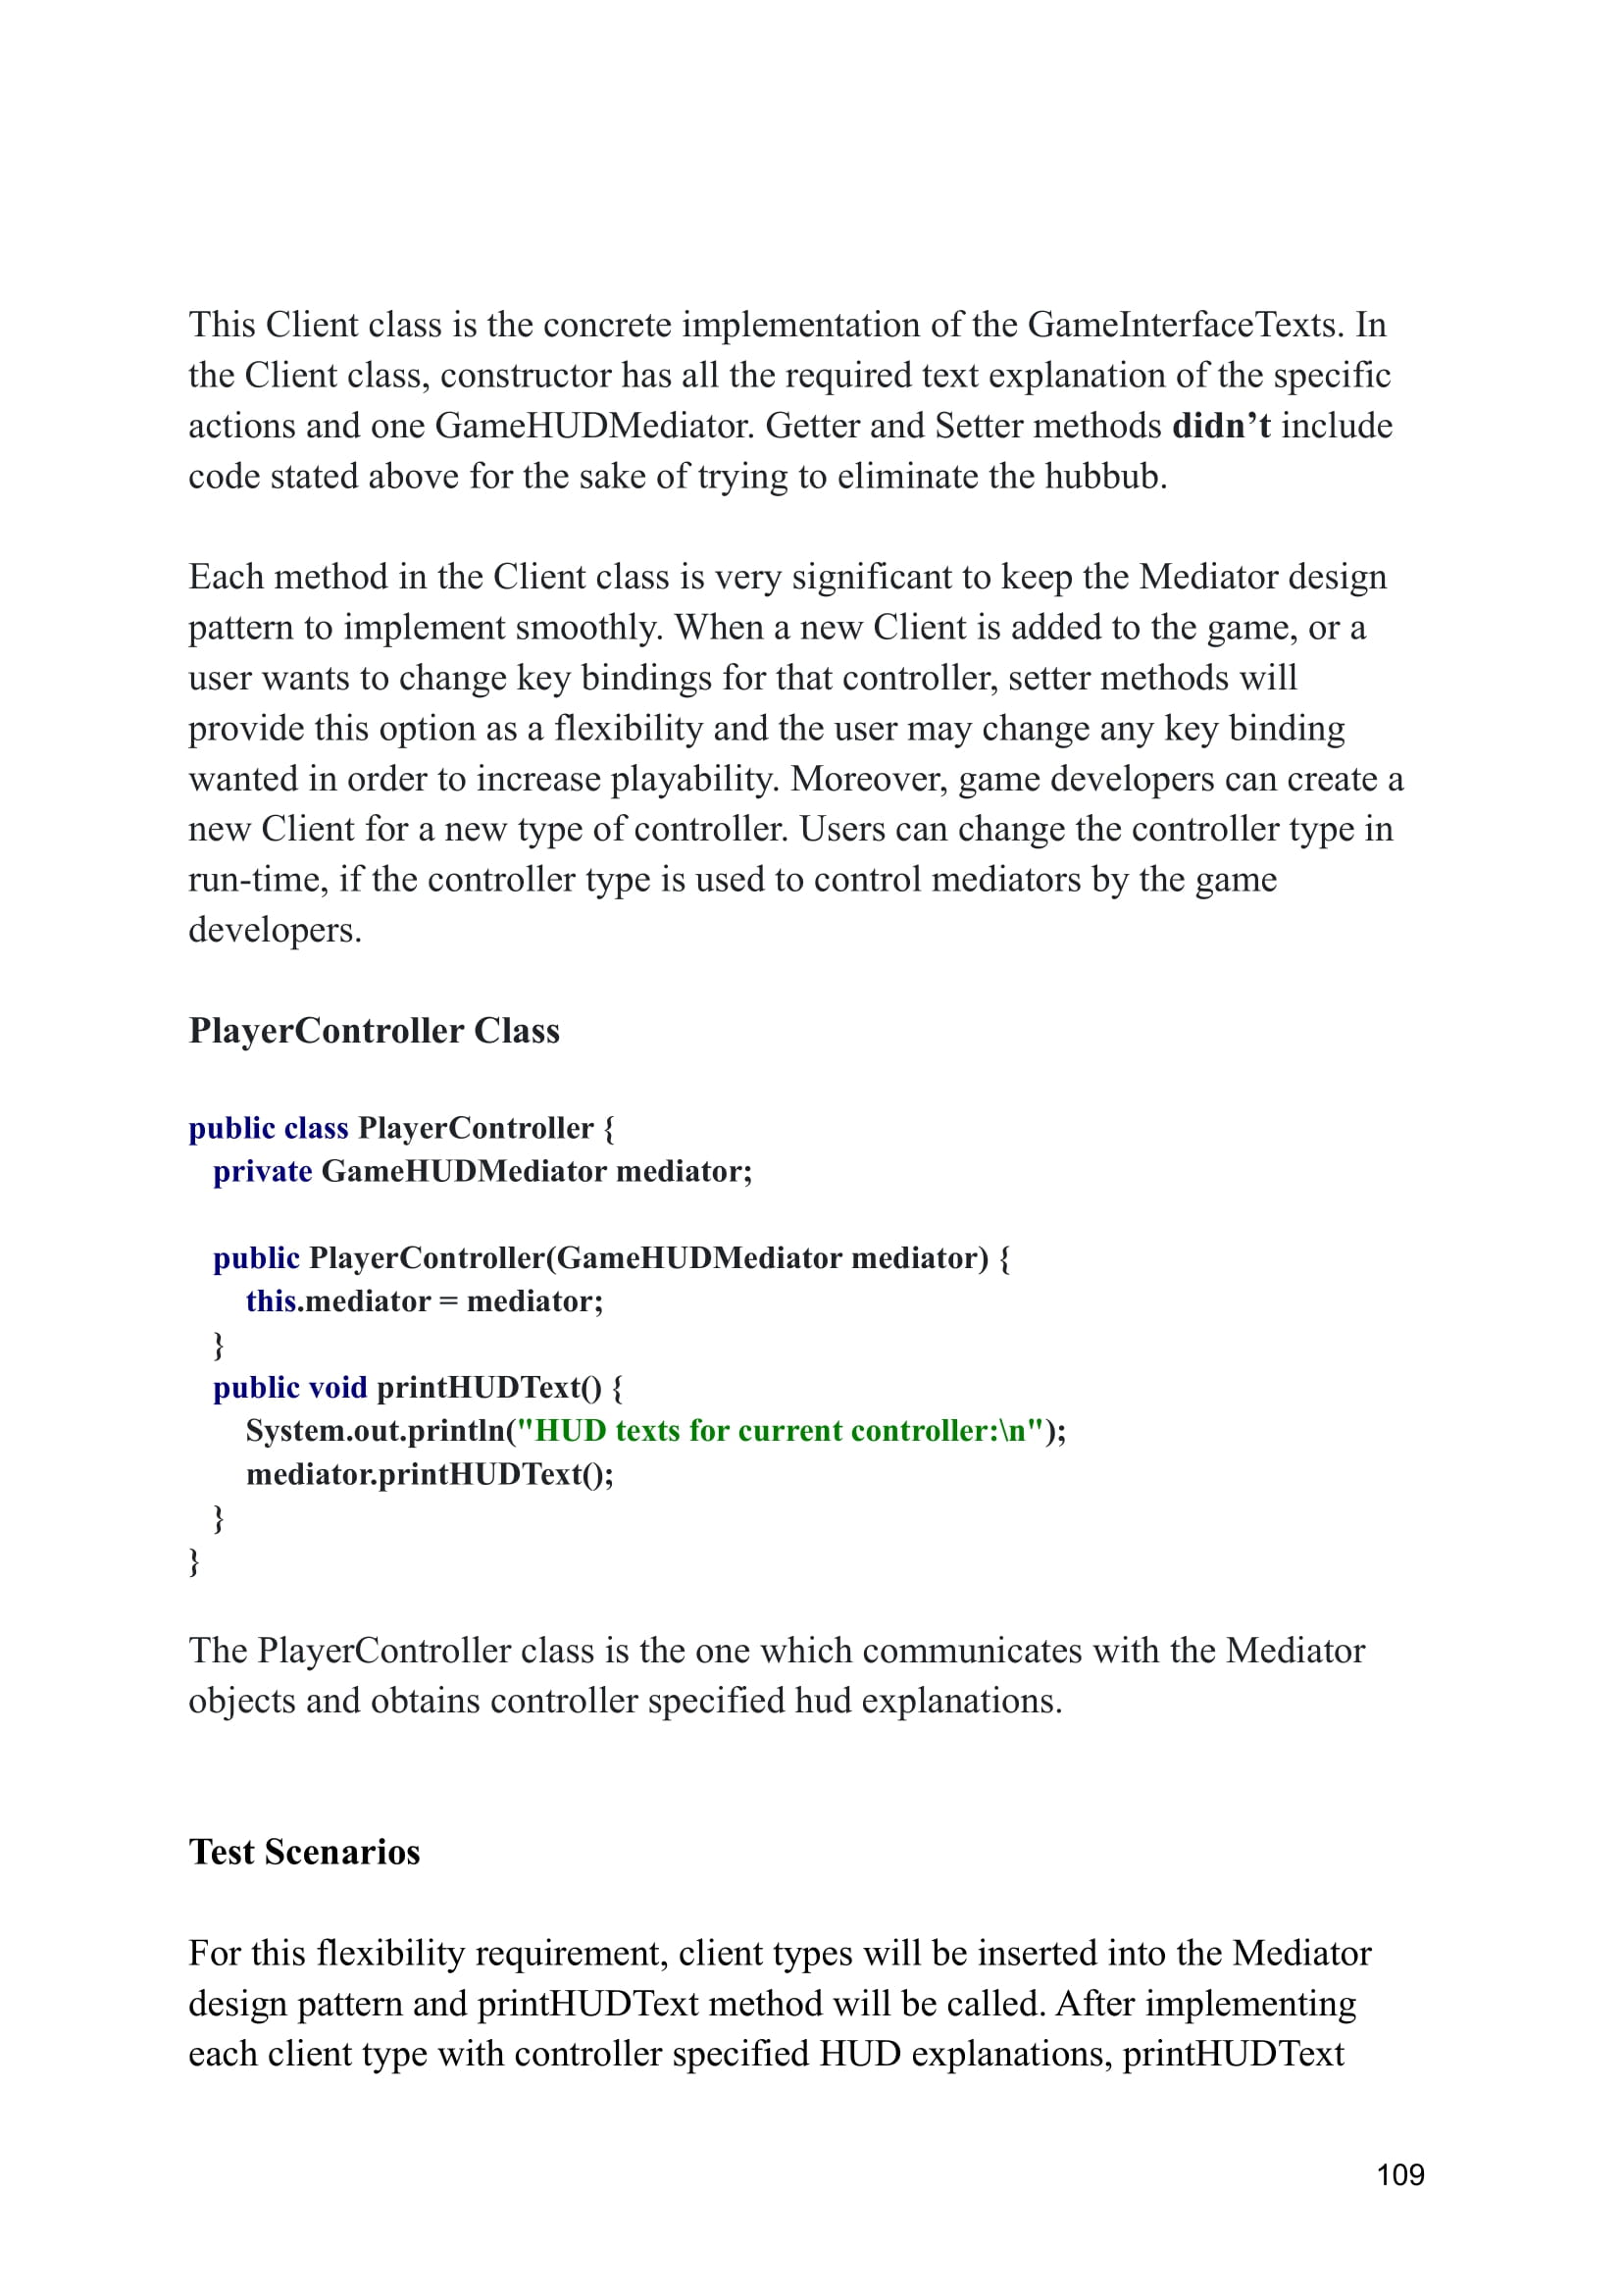 This Client class is the concrete implementation of the GameInterfaceTexts. In
the Client class, constructor has all the required text explanation of the specific
actions and one GameHUDMediator. Getter and Setter methods didn’t include
code stated above for the sake of trying to eliminate the hubbub.
Each method in the Client class is very significant to keep the Mediator design
pattern to implement smoothly. When a new Client is added to the game, or a
user wants to change key bindings for that controller, setter methods will
provide this option as a flexibility and the user may change any key binding
wanted in order to increase playability. Moreover, game developers can create a
new Client for a new type of controller. Users can change the controller type in
run-time, if the controller type is used to control mediators by the game
developers.
PlayerController Class
public class PlayerController {
private GameHUDMediator mediator;
public PlayerController(GameHUDMediator mediator) {
this.mediator = mediator;
}
public void printHUDText() {
System.out.println("HUD texts for current controller:\n");
mediator.printHUDText();
}
}
The PlayerController class is the one which communicates with the Mediator
objects and obtains controller specified hud explanations.
Test Scenarios
For this flexibility requirement, client types will be inserted into the Mediator
design pattern and printHUDText method will be called. After implementing
each client type with controller specified HUD explanations, printHUDText
109